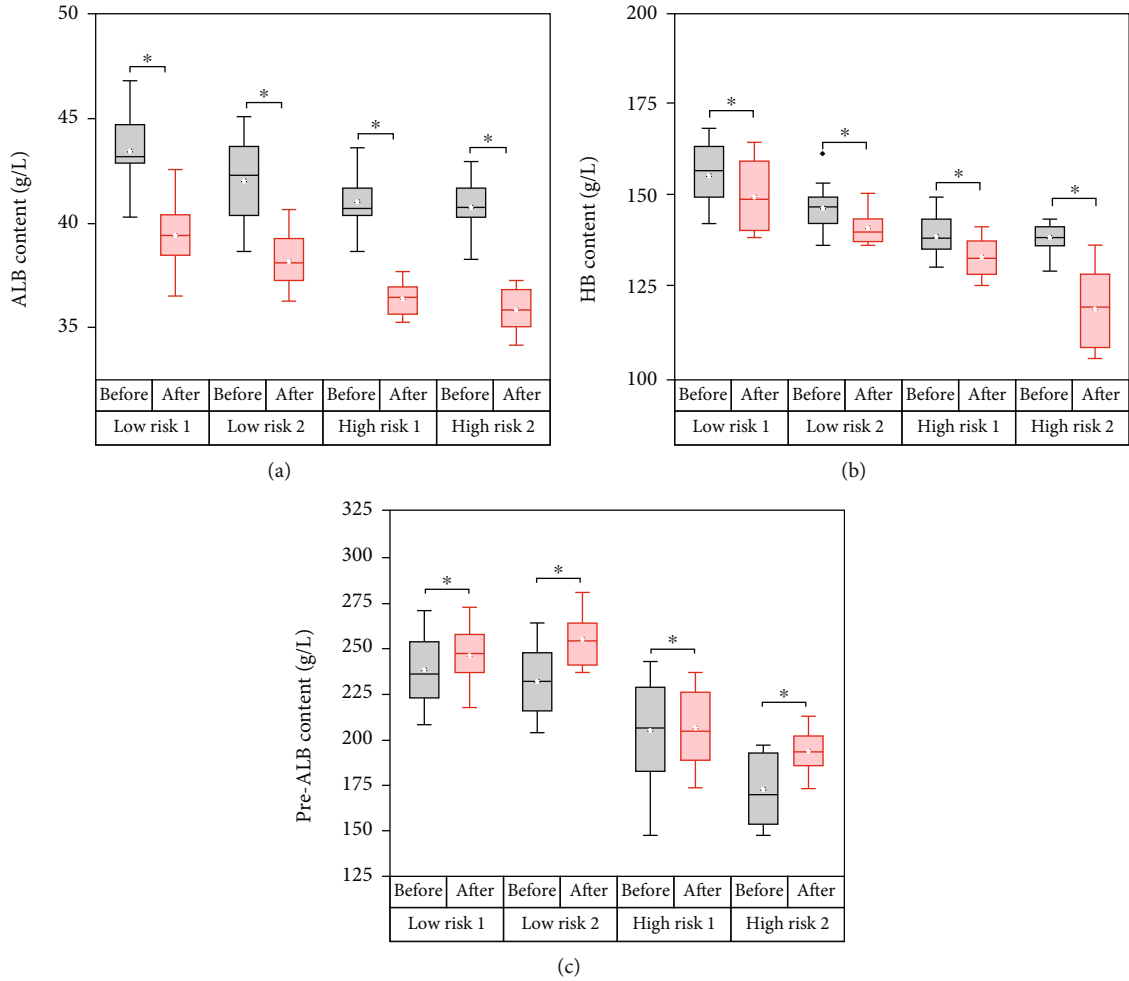 50
45
40
35
ALB content (g/L)
* * * *
Before After Before After Before After Before After
Low risk 1 Low risk 2 High risk 1 High risk 2
(a)
200
175
150
125
100
HB content (g/L)
* * * *
Before After Before After Before After Before After
Low risk 1 Low risk 2 High risk 1 High risk 2
(b)
325
300
275
250
225
200
175
150
125
Pre-ALB content (g/L)
* * * *
Before After Before After Before After Before After
Low risk 1 Low risk 2 High risk 1 High risk 2
(c)